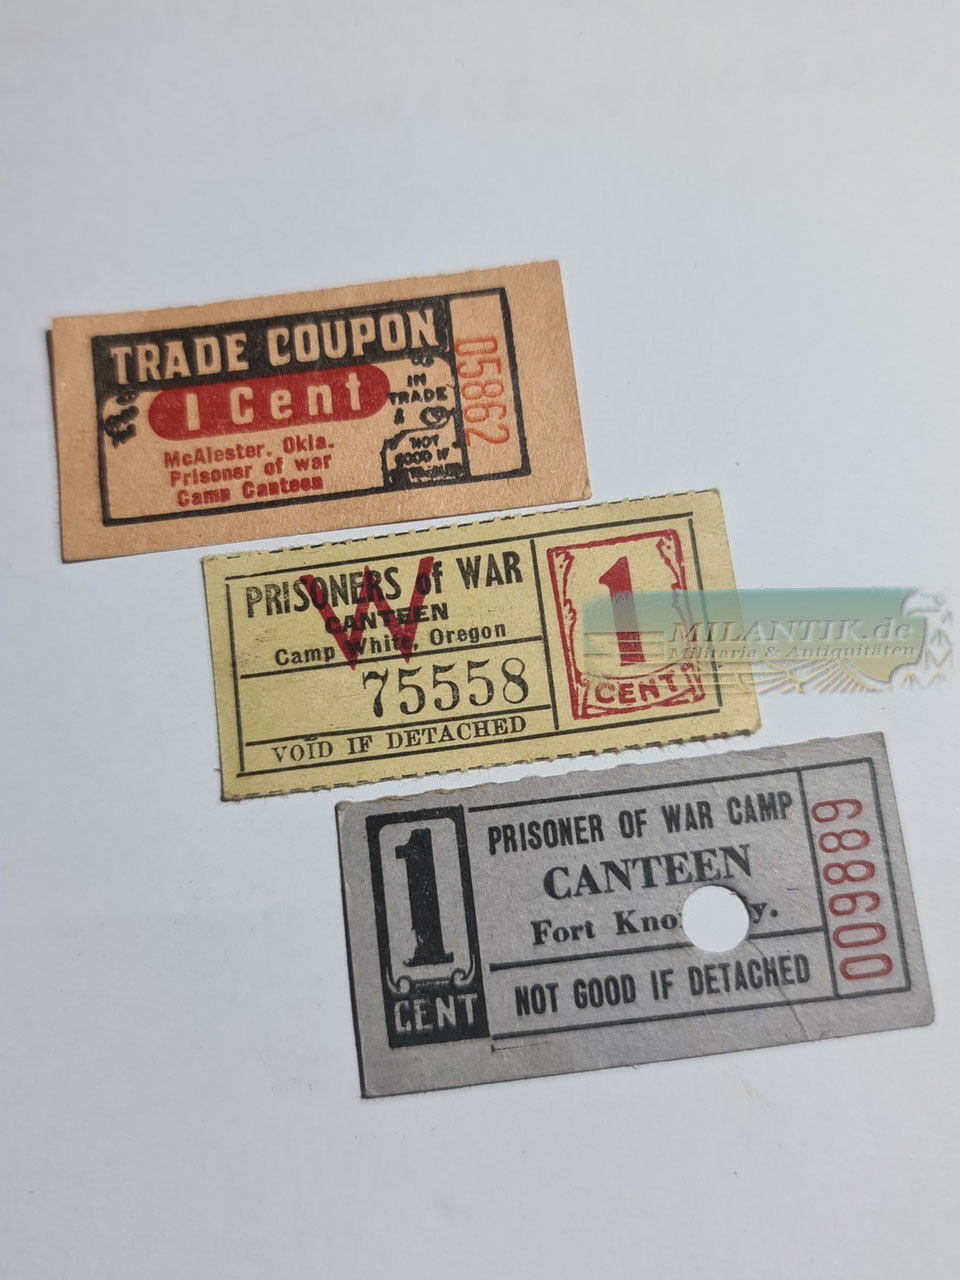 TRADE COUPON
1 Cent
IN
TRADE
&
NOT
GOOD IF
McAlester, Okla.
Prisoner of war
Camp Canteen
05862
PRISONERS of WAR
W
CANTEEN
Camp White, Oregon
75558
VOID IF DETACHED
1
CENT
MILANTIK.de
Militaria & Antiquitäten
1
CENT
PRISONER OF WAR CAMP
CANTEEN
Fort Kno y.
NOT GOOD IF DETACHED
068890